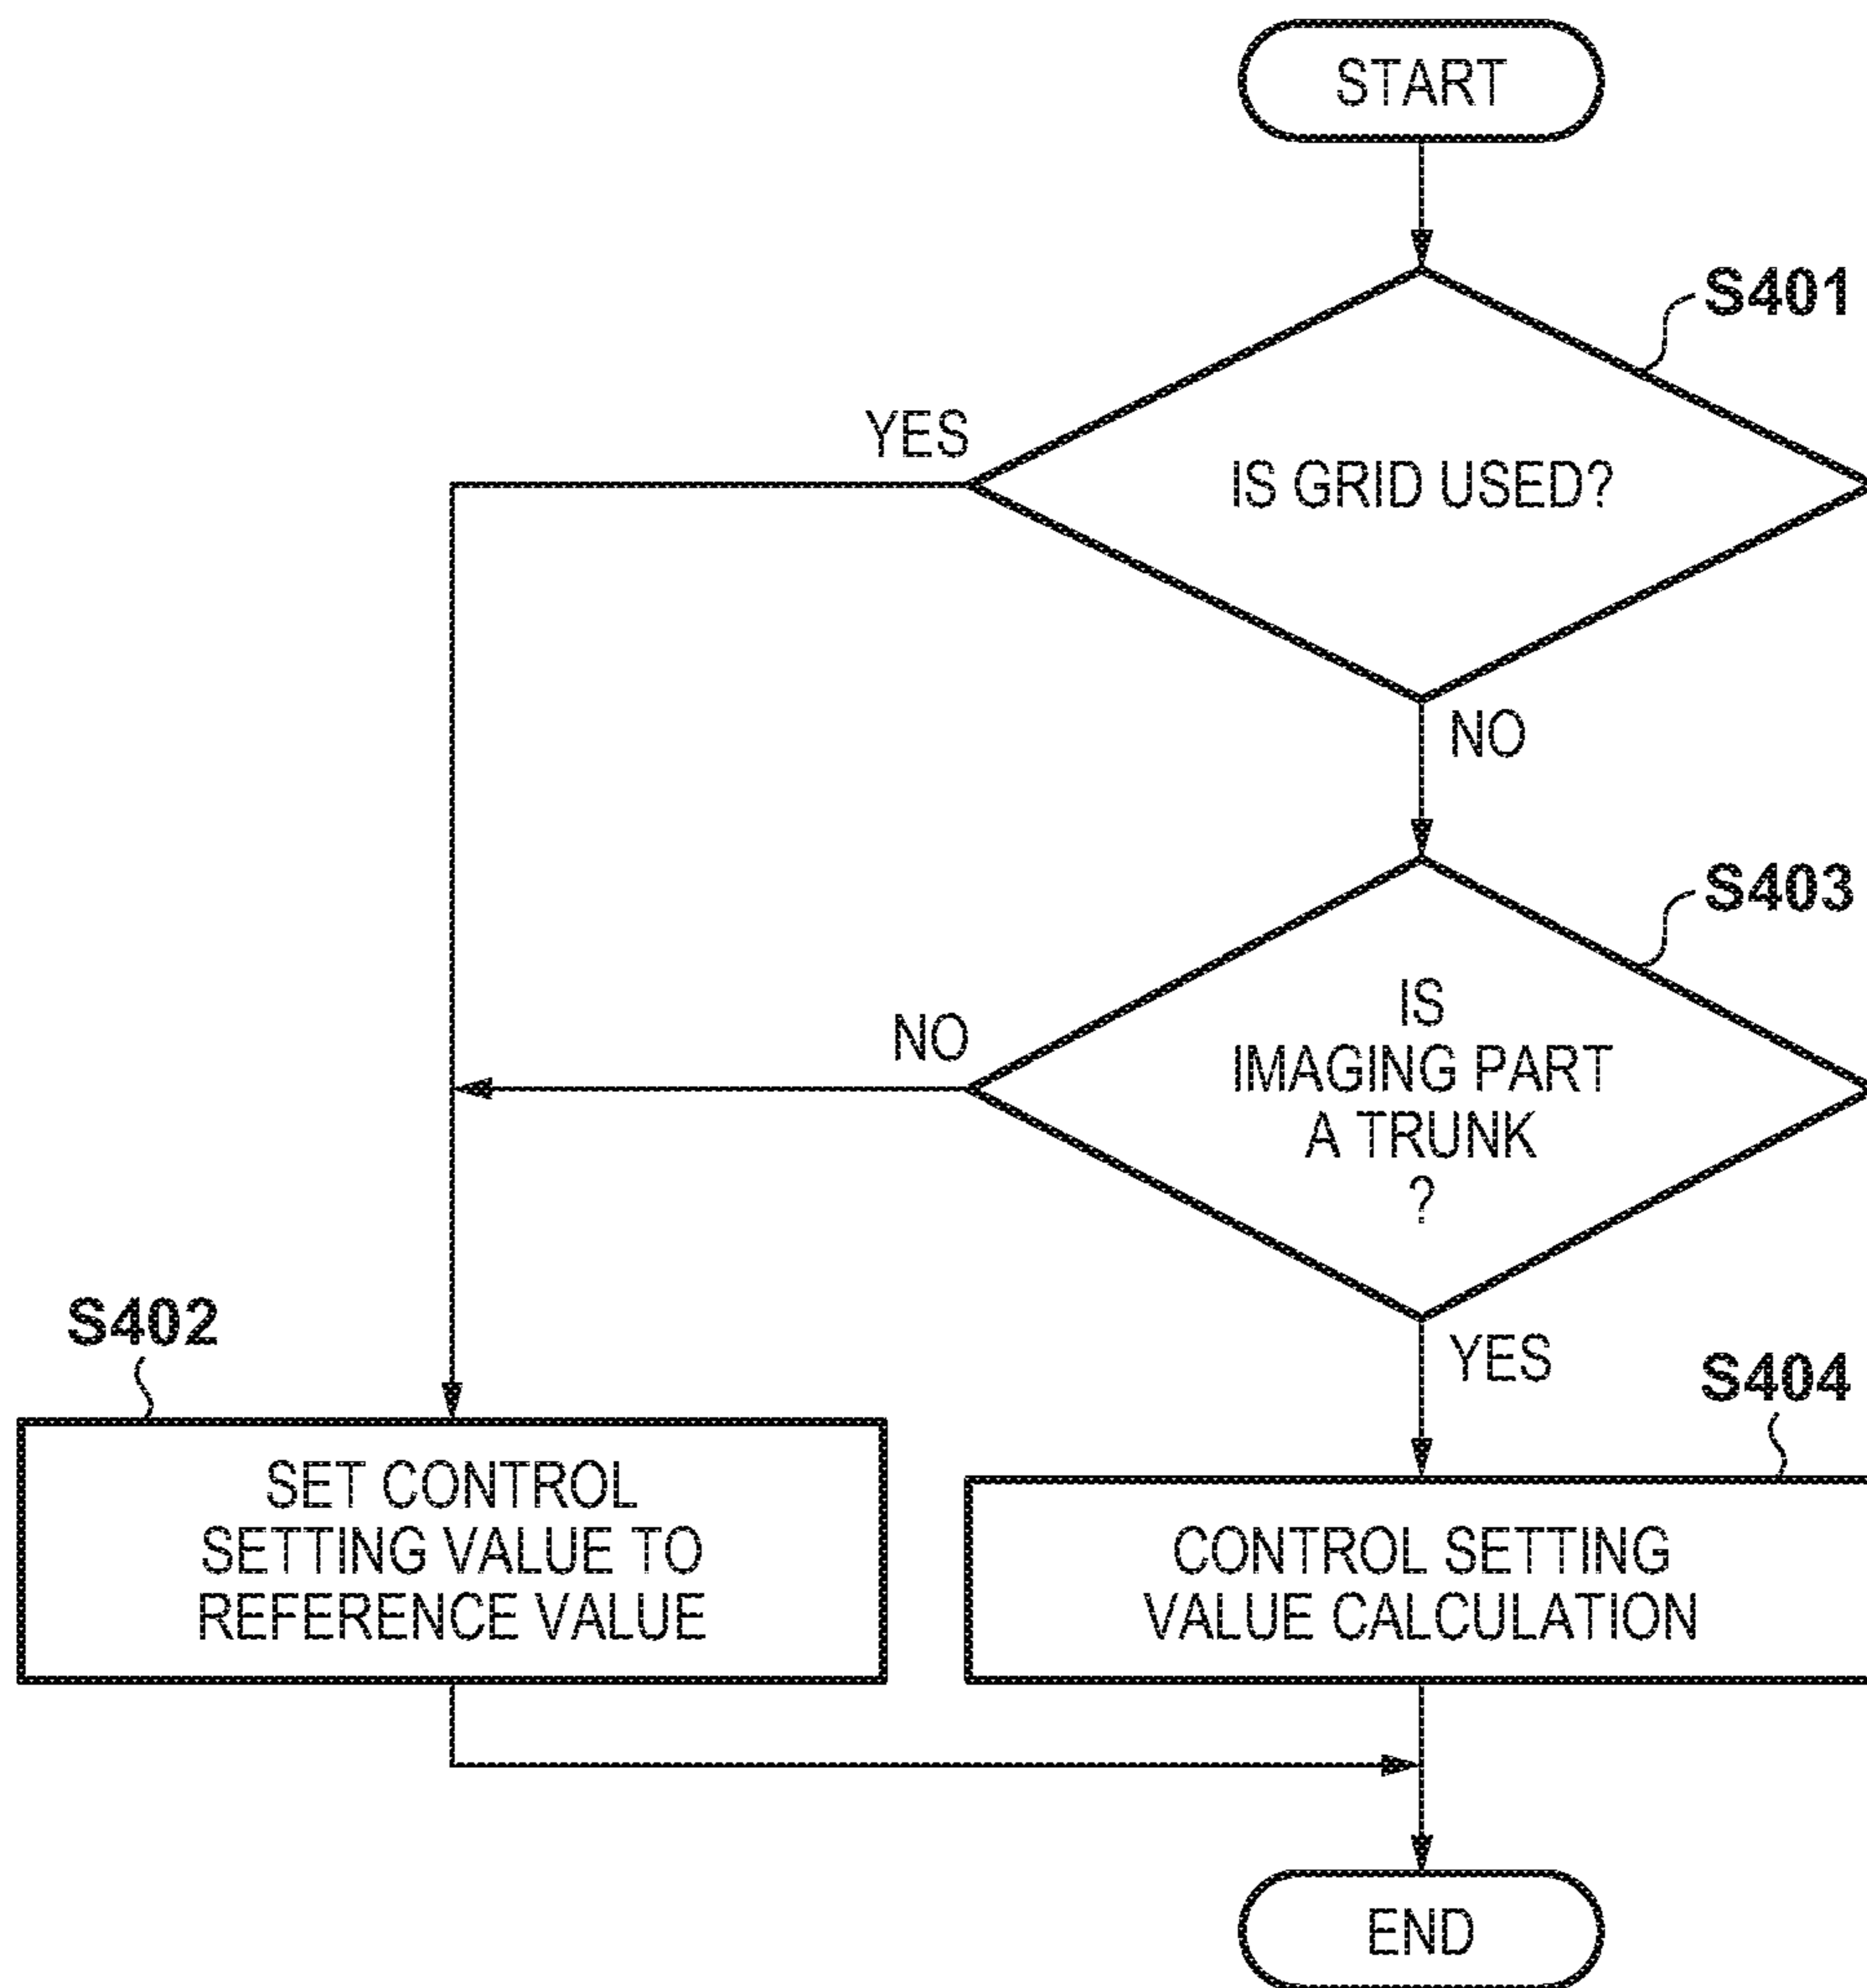 START
S401
YES
IS GRID USED?
NO
S403
NO
IS
IMAGING PART
A TRUNK
?
S402
YES
S404
SET CONTROL
SETTING VALUE TO
REFERENCE VALUE
CONTROL SETTING
VALUE CALCULATION
END